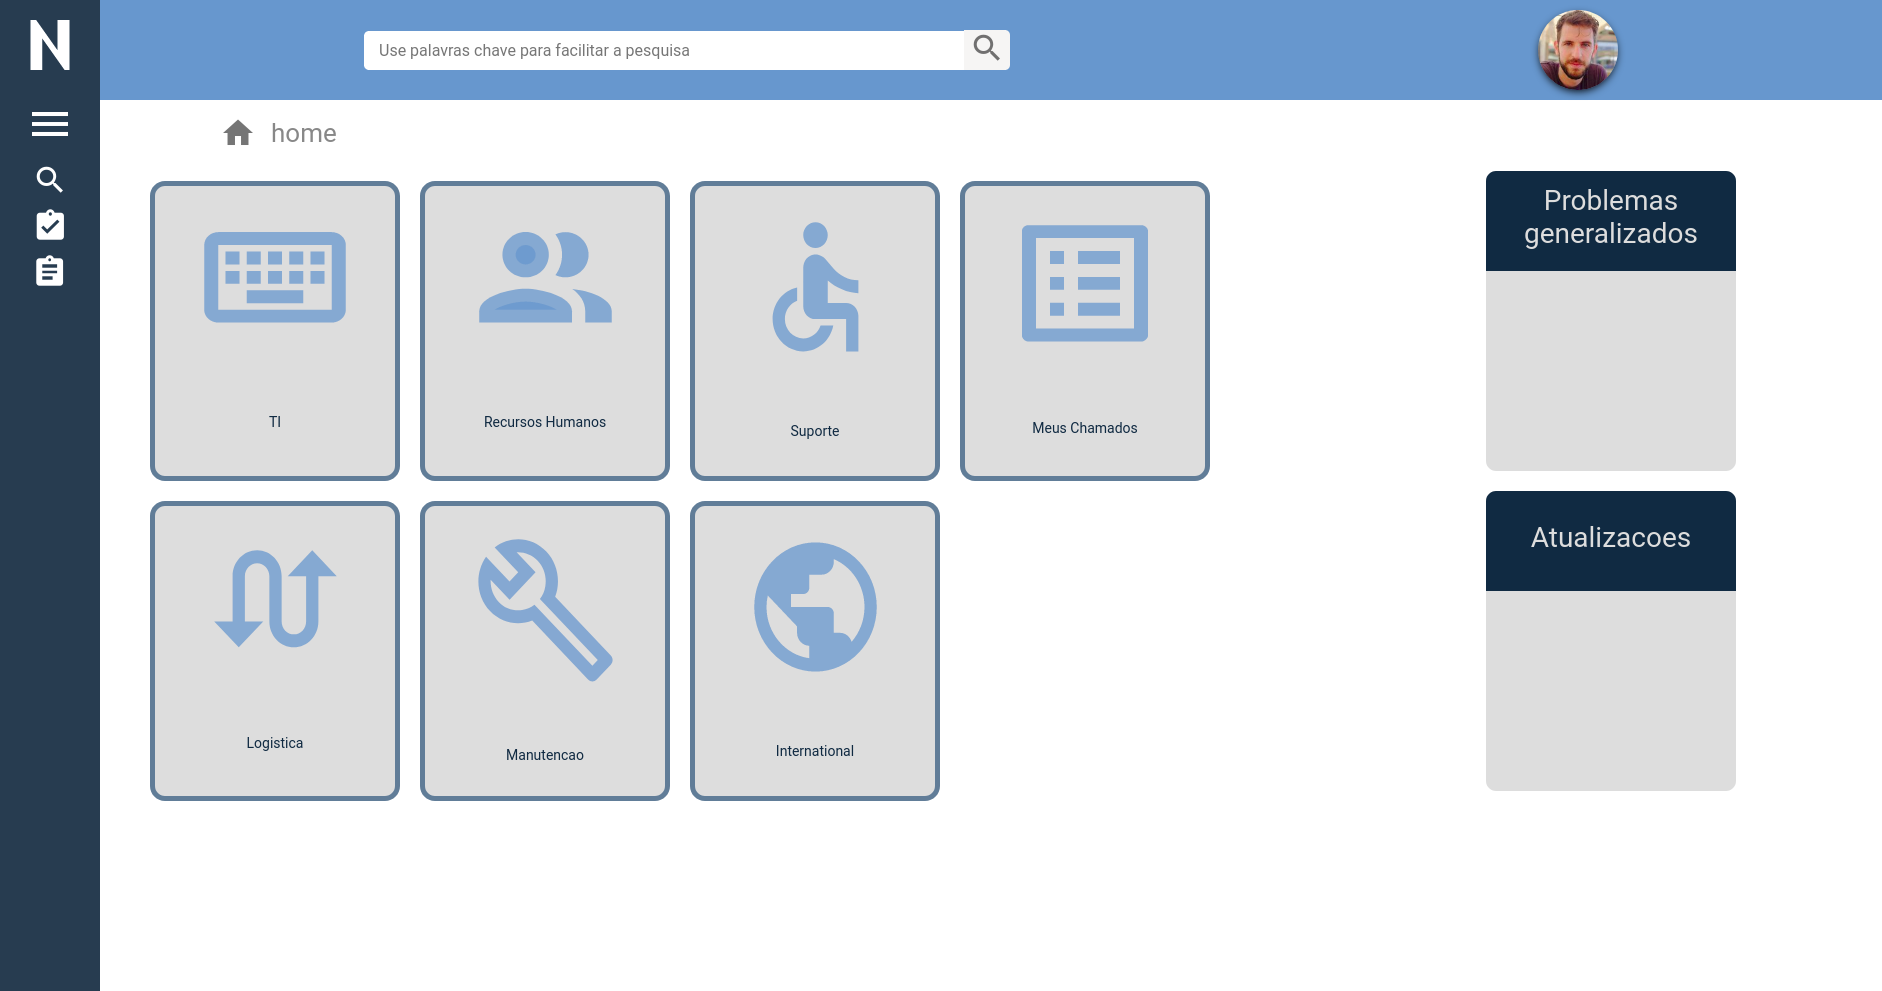 N
Use palavras chave para facilitar a pesquisa
home
TI
Recursos Humanos
Suporte
Meus Chamados
Logistica
Manutencao
International
Problemas
generalizados
Atualizacoes